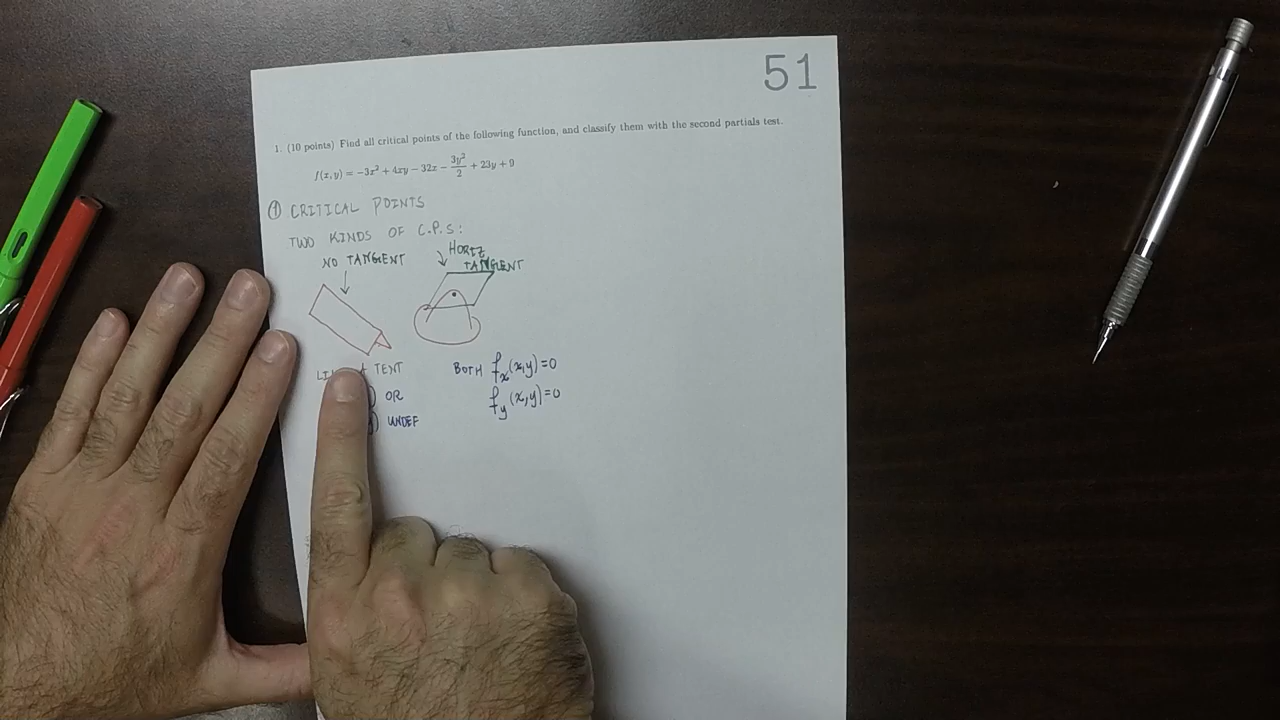 51
1. (10 points) Find all critical points of the following function, and classify them with the second partials test.
f(x, y) = −3x² + 4xy − 32x − 3y²/2 + 23y + 9
① CRITICAL POINTS
TWO KINDS OF C.P.S:
NO TANGENT
HORIZ TANGENT
TENT
OR
UNDEF
BOTH fx(x,y)=0
fy(x,y)=0